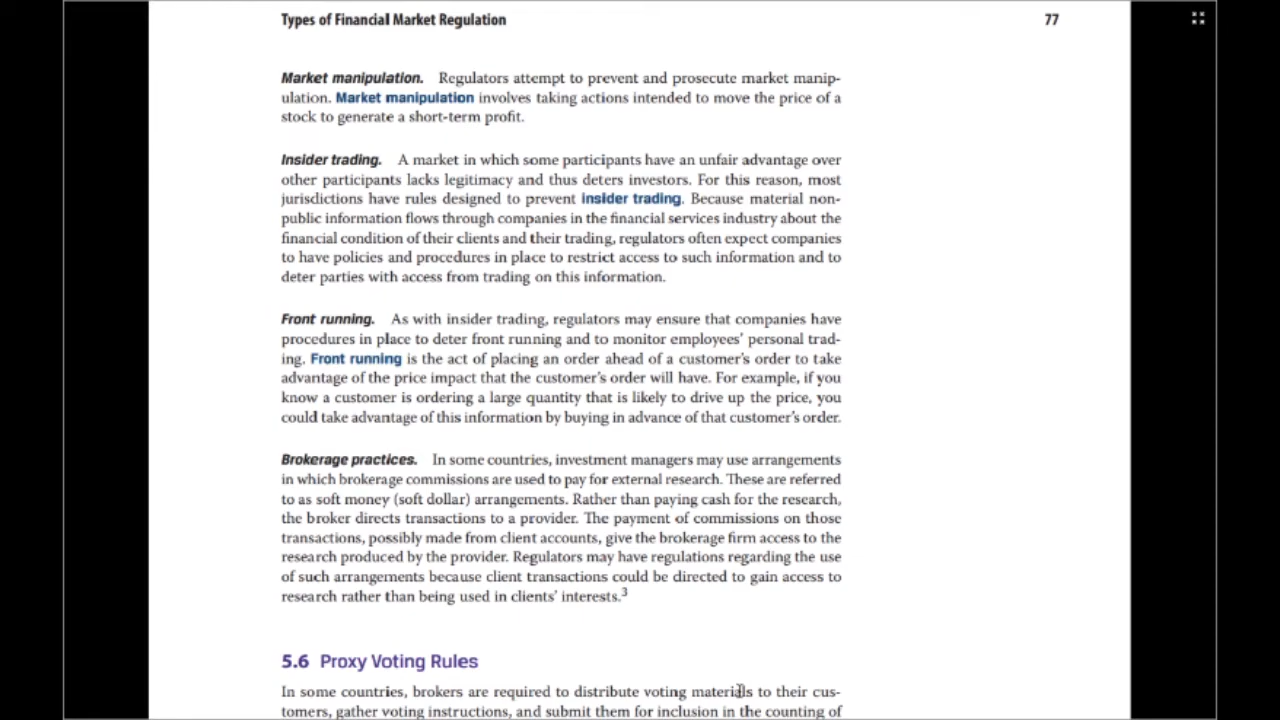 Types of Financial Market Regulation 77
Market manipulation. Regulators attempt to prevent and prosecute market manip-
ulation. Market manipulation involves taking actions intended to move the price of a
stock to generate a short-term profit.
Insider trading. A market in which some participants have an unfair advantage over
other participants lacks legitimacy and thus deters investors. For this reason, most
jurisdictions have rules designed to prevent insider trading. Because material non-
public information flows through companies in the financial services industry about the
financial condition of their clients and their trading, regulators often expect companies
to have policies and procedures in place to restrict access to such information and to
deter parties with access from trading on this information.
Front running. As with insider trading, regulators may ensure that companies have
procedures in place to deter front running and to monitor employees' personal trad-
ing. Front running is the act of placing an order ahead of a customer's order to take
advantage of the price impact that the customer's order will have. For example, if you
know a customer is ordering a large quantity that is likely to drive up the price, you
could take advantage of this information by buying in advance of that customer's order.
Brokerage practices. In some countries, investment managers may use arrangements
in which brokerage commissions are used to pay for external research. These are referred
to as soft money (soft dollar) arrangements. Rather than paying cash for the research,
the broker directs transactions to a provider. The payment of commissions on those
transactions, possibly made from client accounts, give the brokerage firm access to the
research produced by the provider. Regulators may have regulations regarding the use
of such arrangements because client transactions could be directed to gain access to
research rather than being used in clients' interests.3
5.6 Proxy Voting Rules
In some countries, brokers are required to distribute voting materials to their cus-
tomers, gather voting instructions, and submit them for inclusion in the counting of